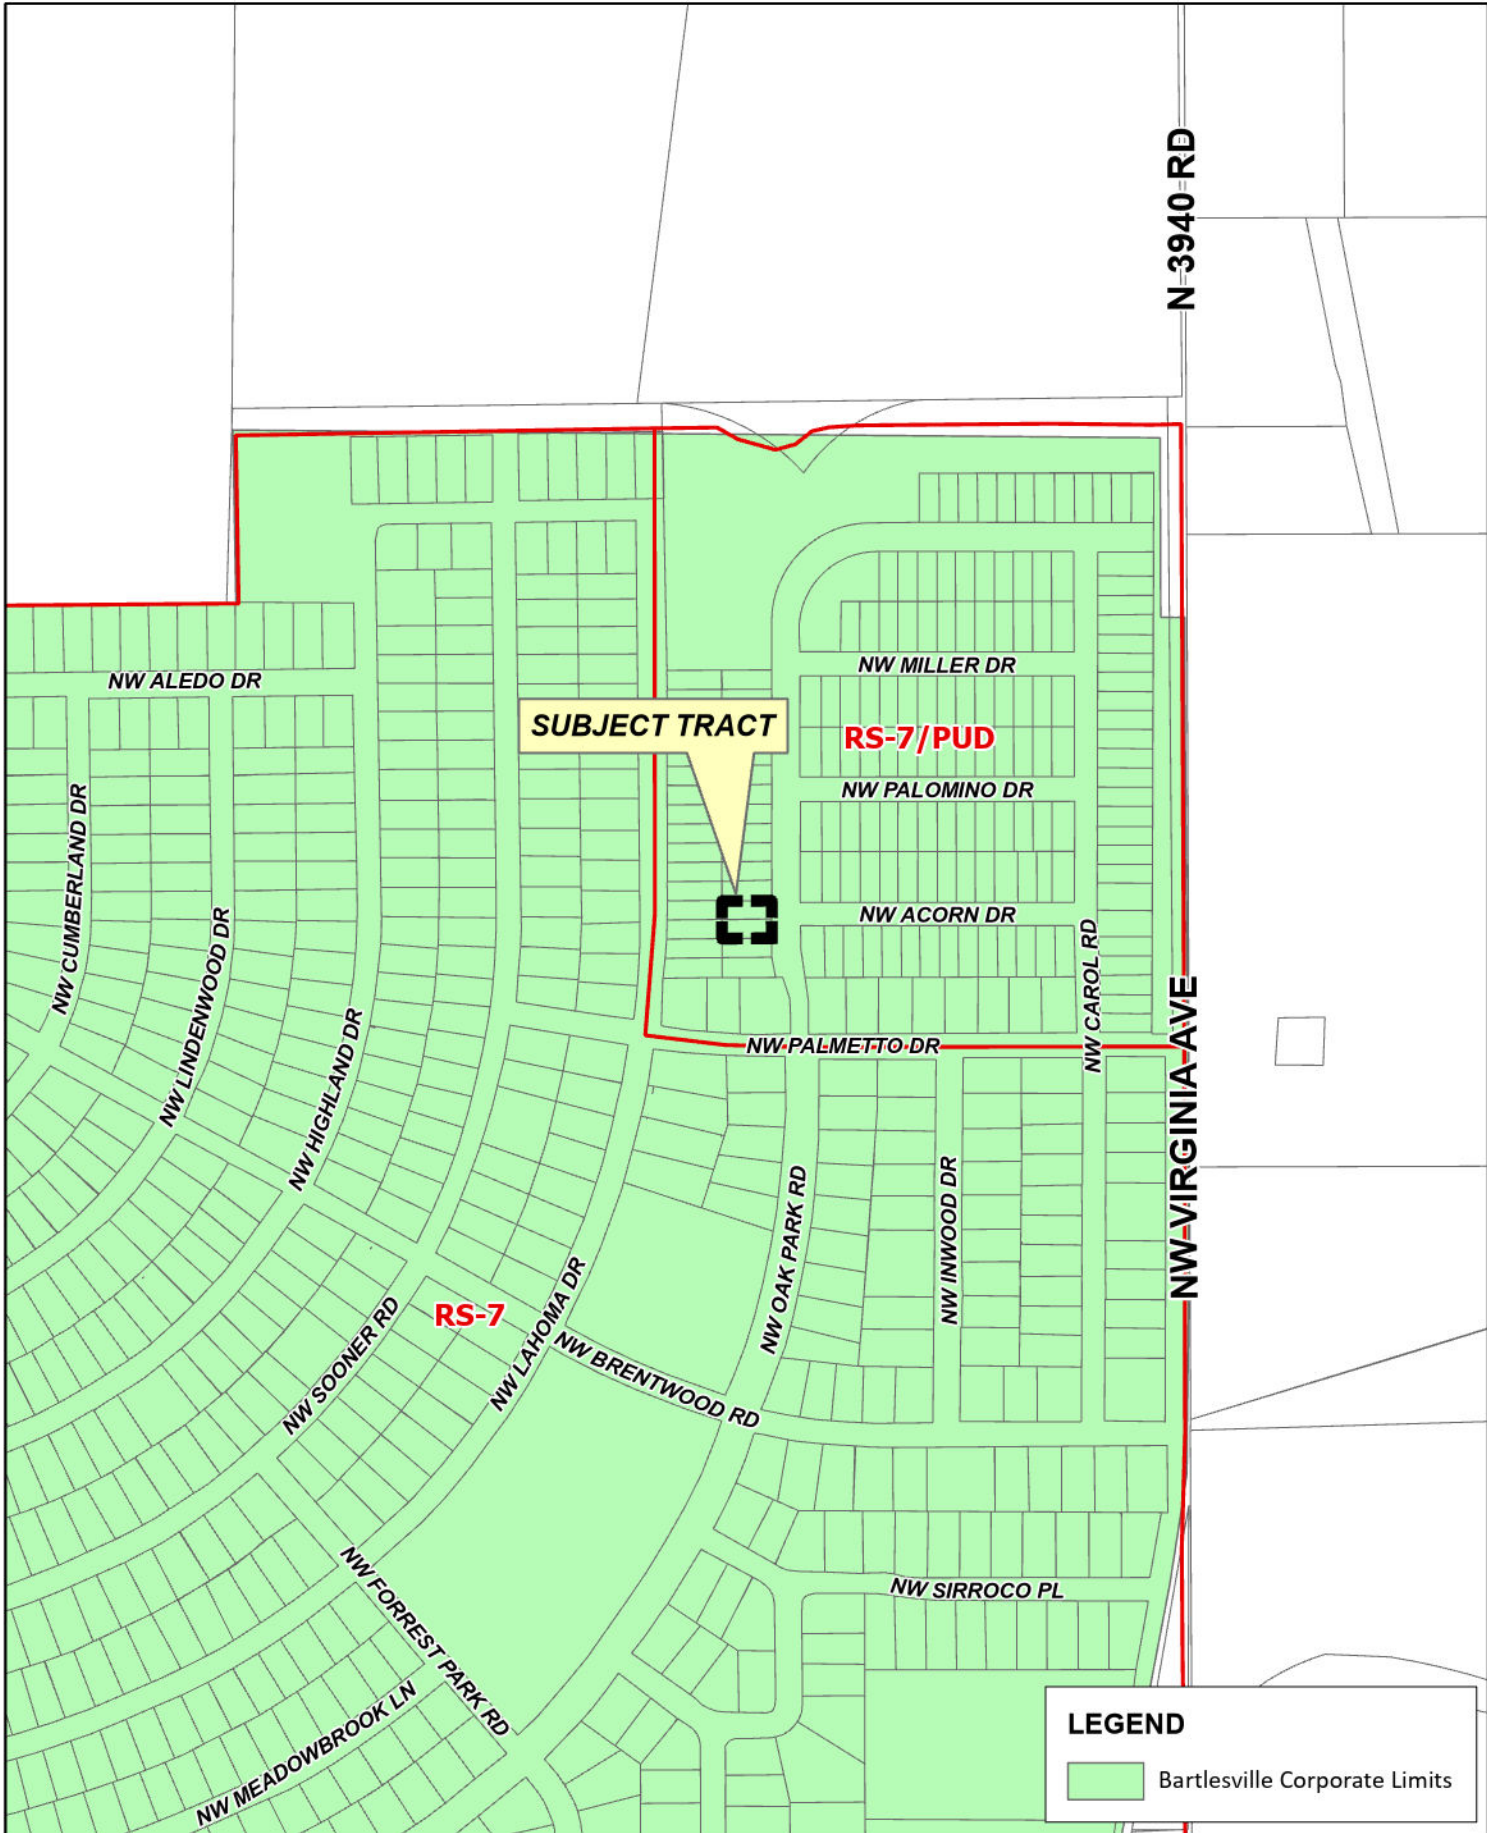 N 3940 RD
NW MILLER DR
NW ALEDO DR
SUBJECT TRACT
RS-7/PUD
NW PALOMINO DR
NW CUMBERLAND DR
NW LINDENWOOD DR
NW ACORN DR
NW CAROL RD
NW HIGHLAND DR
NW PALMETTO DR
NW VIRGINIA AVE
NW OAK PARK RD
NW INWOOD DR
RS-7
NW SOONER RD
NW LAHOMA DR
NW BRENTWOOD RD
NW FORREST PARK RD
NW SIRROCO PL
NW MEADOWBROOK LN
LEGEND
Bartlesville Corporate Limits